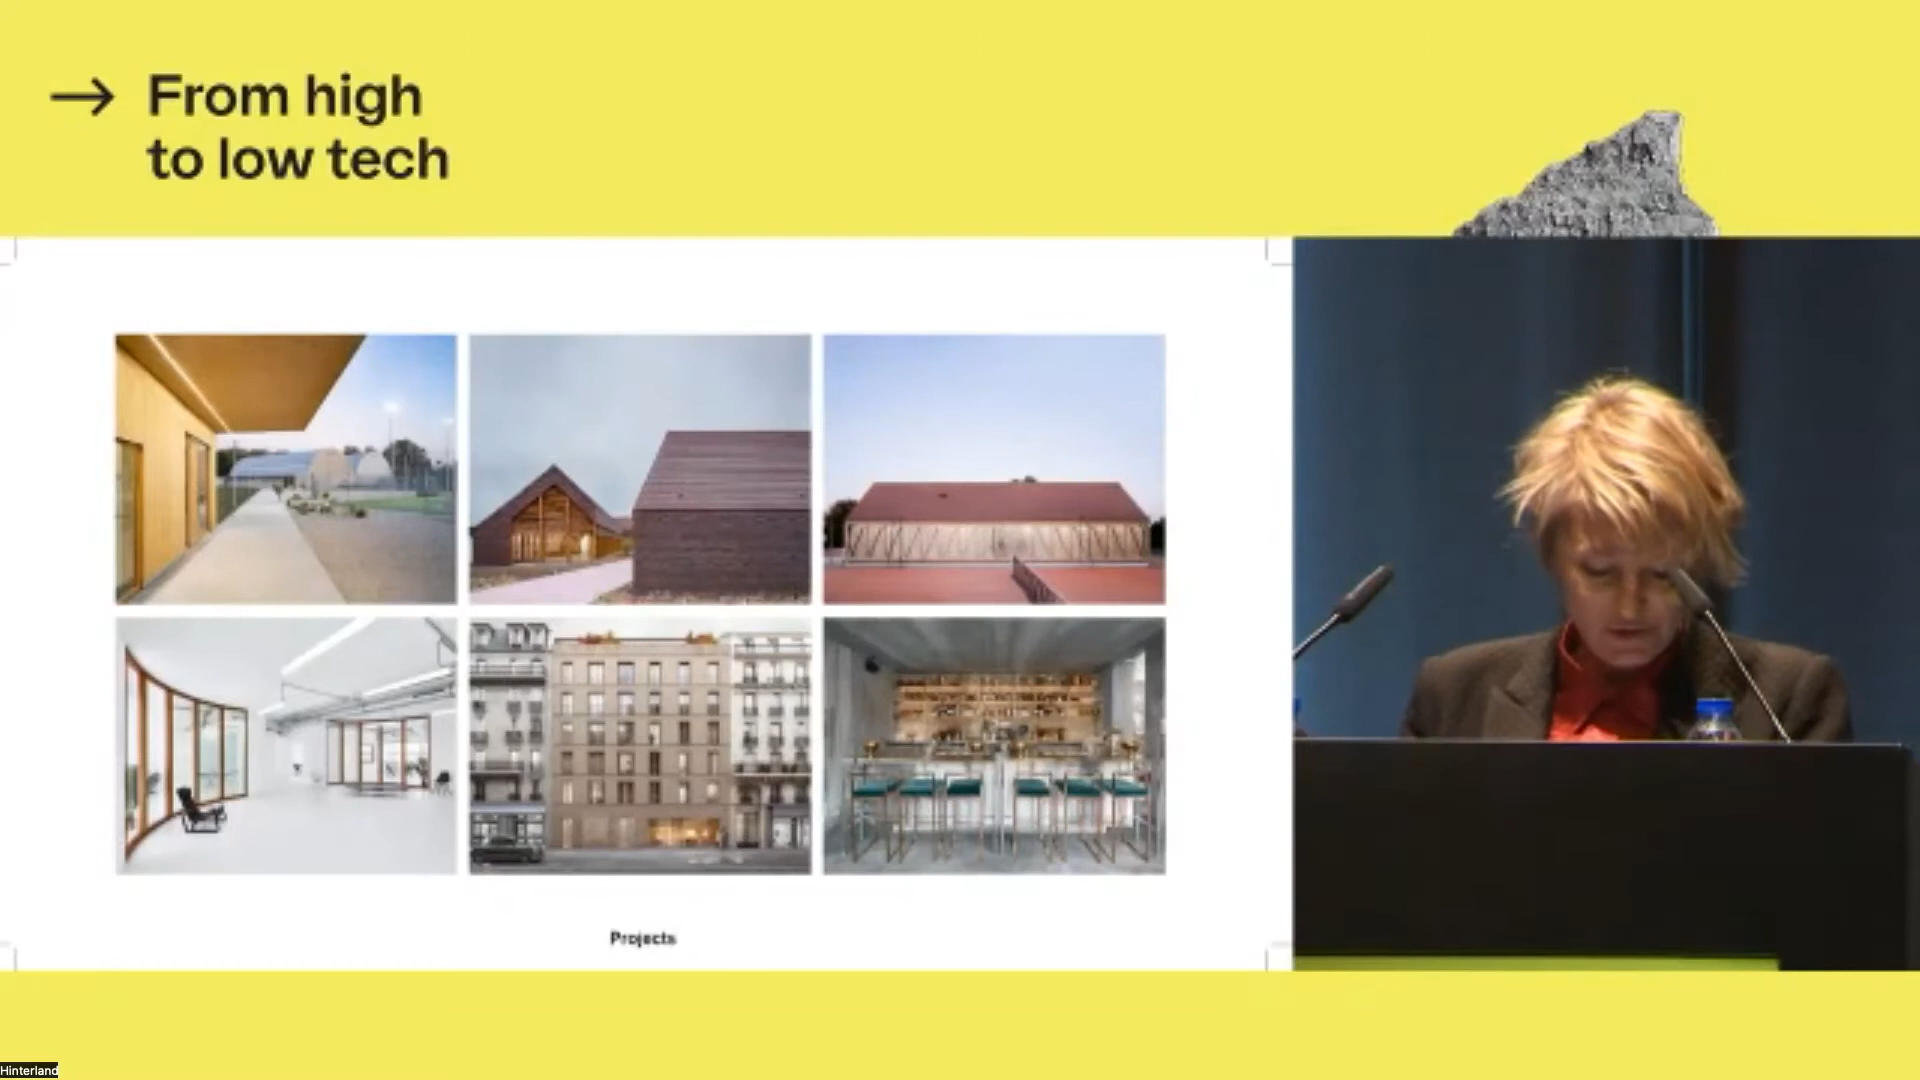 → From high
to low tech
Projects
Hinterland